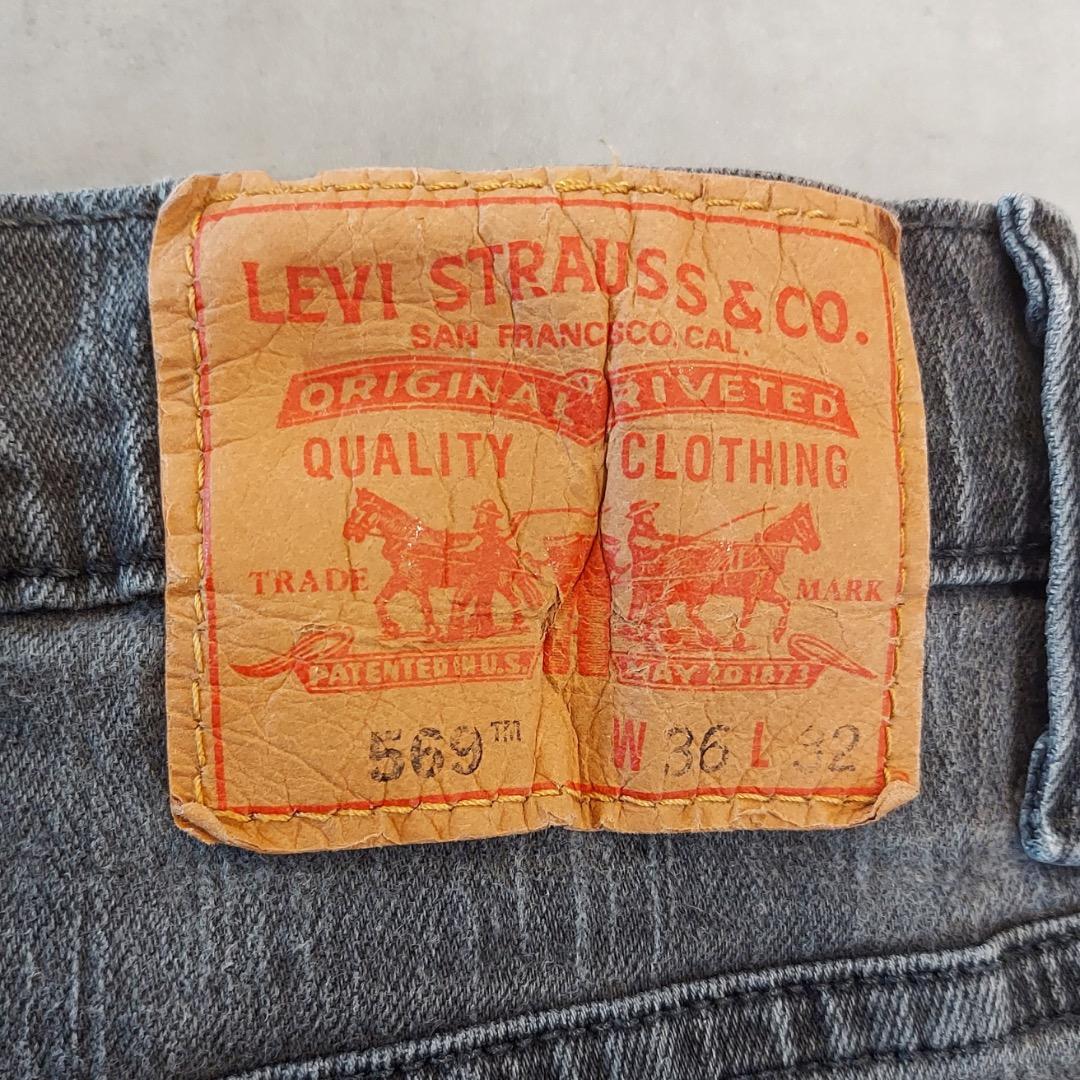 LEVI STRAUSS & CO.
SAN FRANCSCO, CAL.
ORIGINAL RIVETED
QUALITY CLOTHING
TRADE MARK
PATENTED IN U.S. MAY 20 1873
569™ W 36 L 32